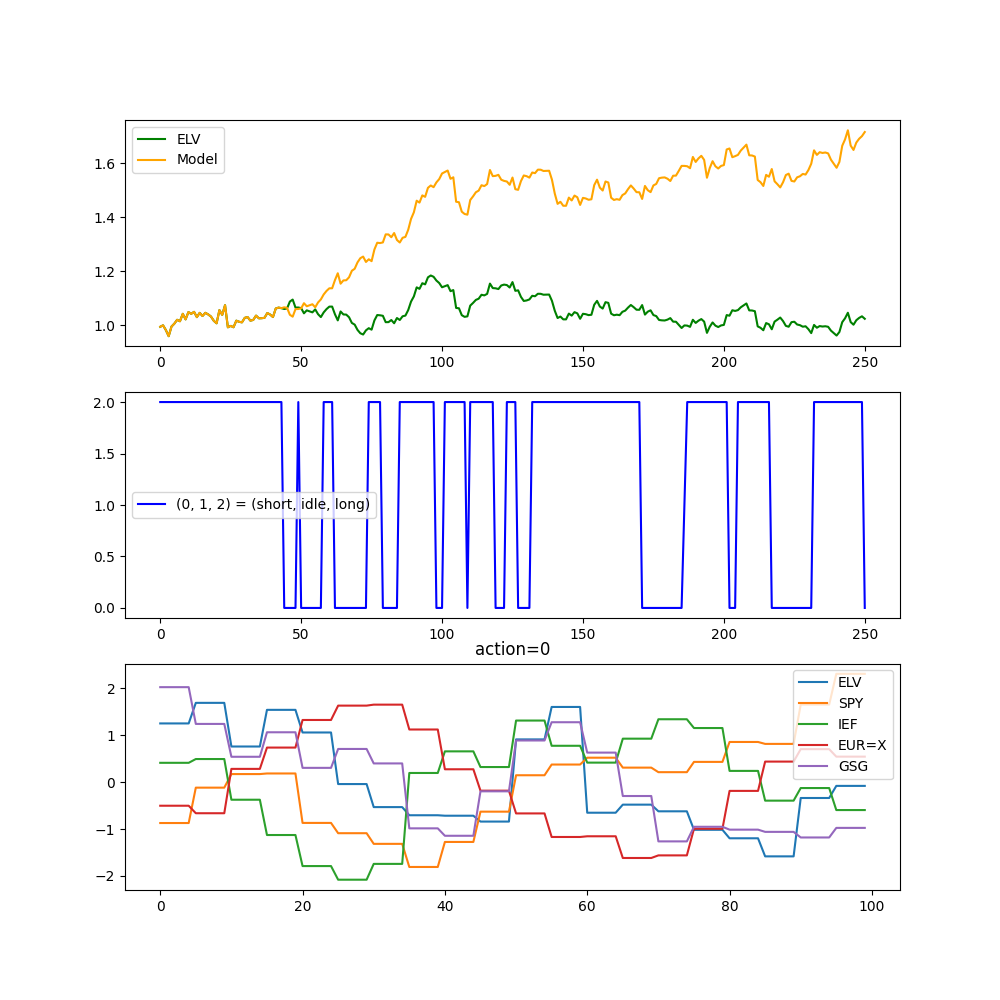 ELV
Model
1.6
1.4
1.2
1.0
0 50 100 150 200 250
2.0
1.5
1.0
0.5
0.0
(0, 1, 2) = (short, idle, long)
0 50 100 150 200 250
action=0
ELV
SPY
IEF
EUR=X
GSG
2
1
0
−1
−2
0 20 40 60 80 100